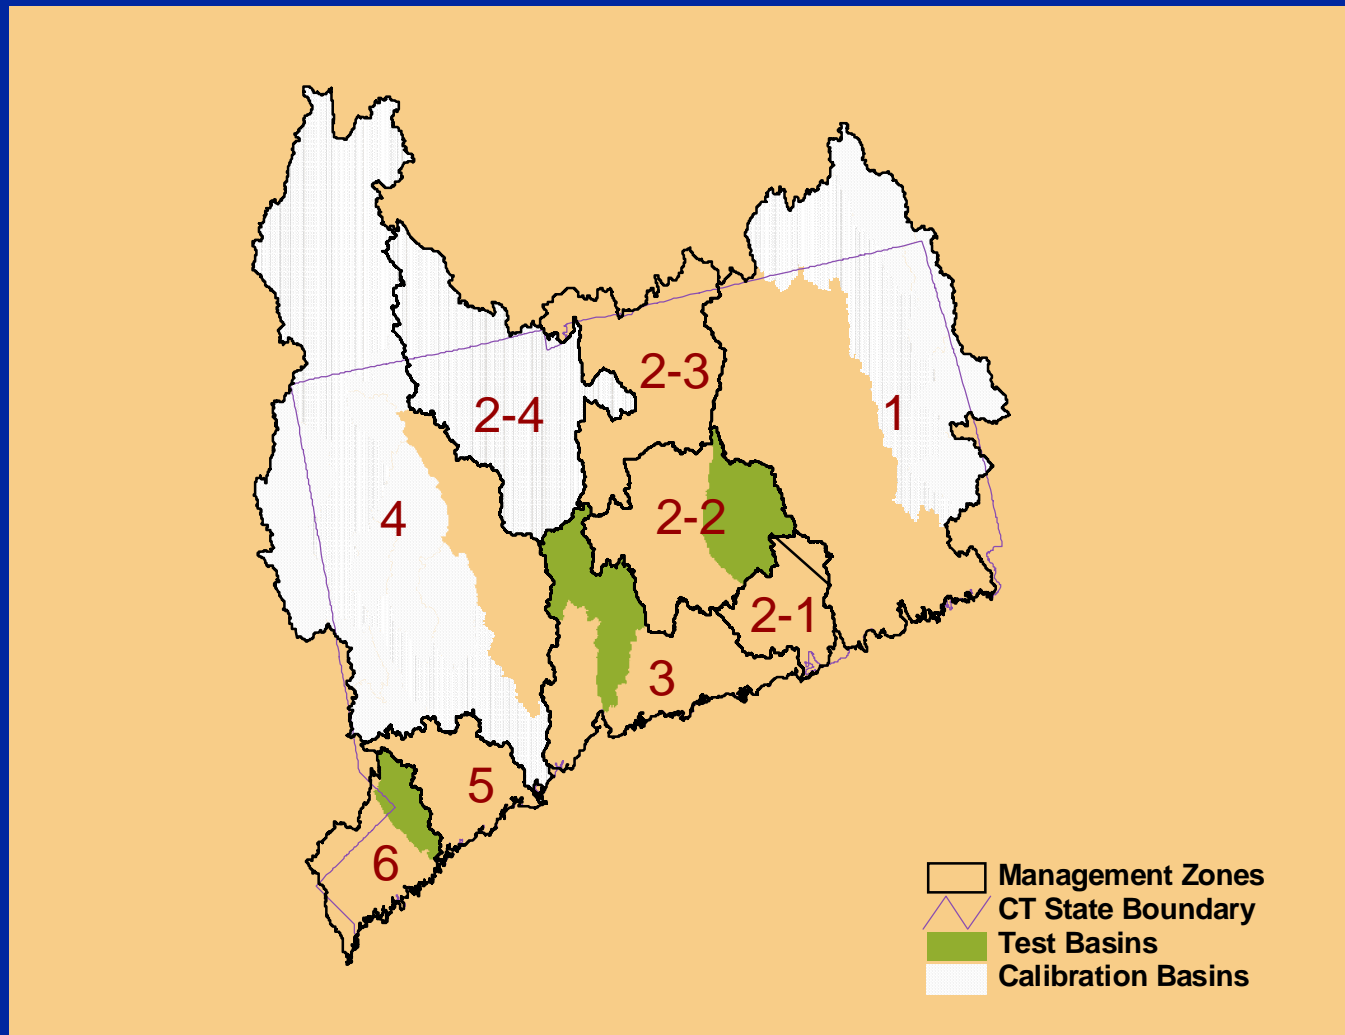 2-3
1
2-4
4
2-2
2-1
3
5
6
Management Zones
CT State Boundary
Test Basins
Calibration Basins